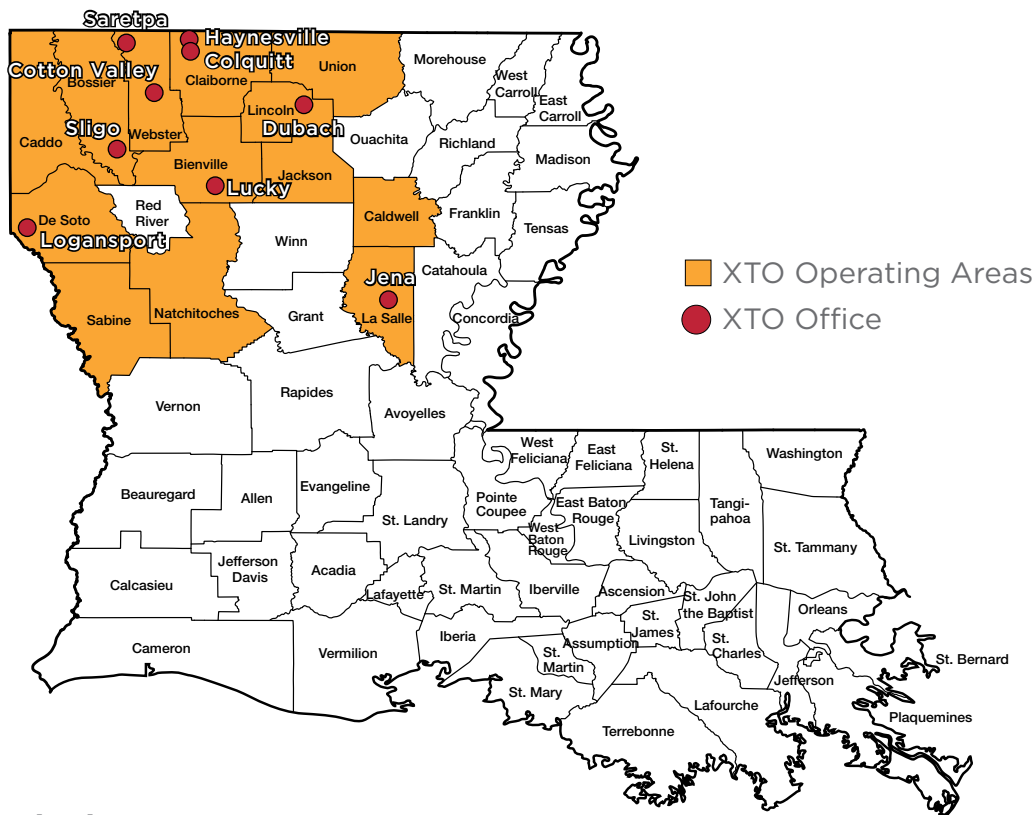 Saretpa
Haynesville
Colquitt
Cotton Valley
Bossier
Claiborne
Union
Morehouse
West
Carroll
East
Carroll
Lincoln
Dubach
Ouachita
Richland
Madison
Caddo
Sligo
Webster
Bienville
Jackson
Lucky
Red
River
De Soto
Logansport
Winn
Caldwell
Franklin
Tensas
Catahoula
XTO Operating Areas
Jena
La Salle
Concordia
XTO Office
Sabine
Natchitoches
Grant
Vernon
Rapides
Avoyelles
West
Feliciana
East
Feliciana
St.
Helena
Washington
Beauregard
Allen
Evangeline
St. Landry
Pointe
Coupee
East Baton
Rouge
West
Baton
Rouge
Tangi-
pahoa
Livingston
St. Tammany
Calcasieu
Jefferson
Davis
Acadia
Lafayette
St. Martin
Iberville
Ascension
St. John
the Baptist
Orleans
Cameron
Vermilion
Iberia
St.
Martin
Assumption
St.
James
St.
Charles
Jefferson
St. Bernard
St. Mary
Lafourche
Plaquemines
Terrebonne